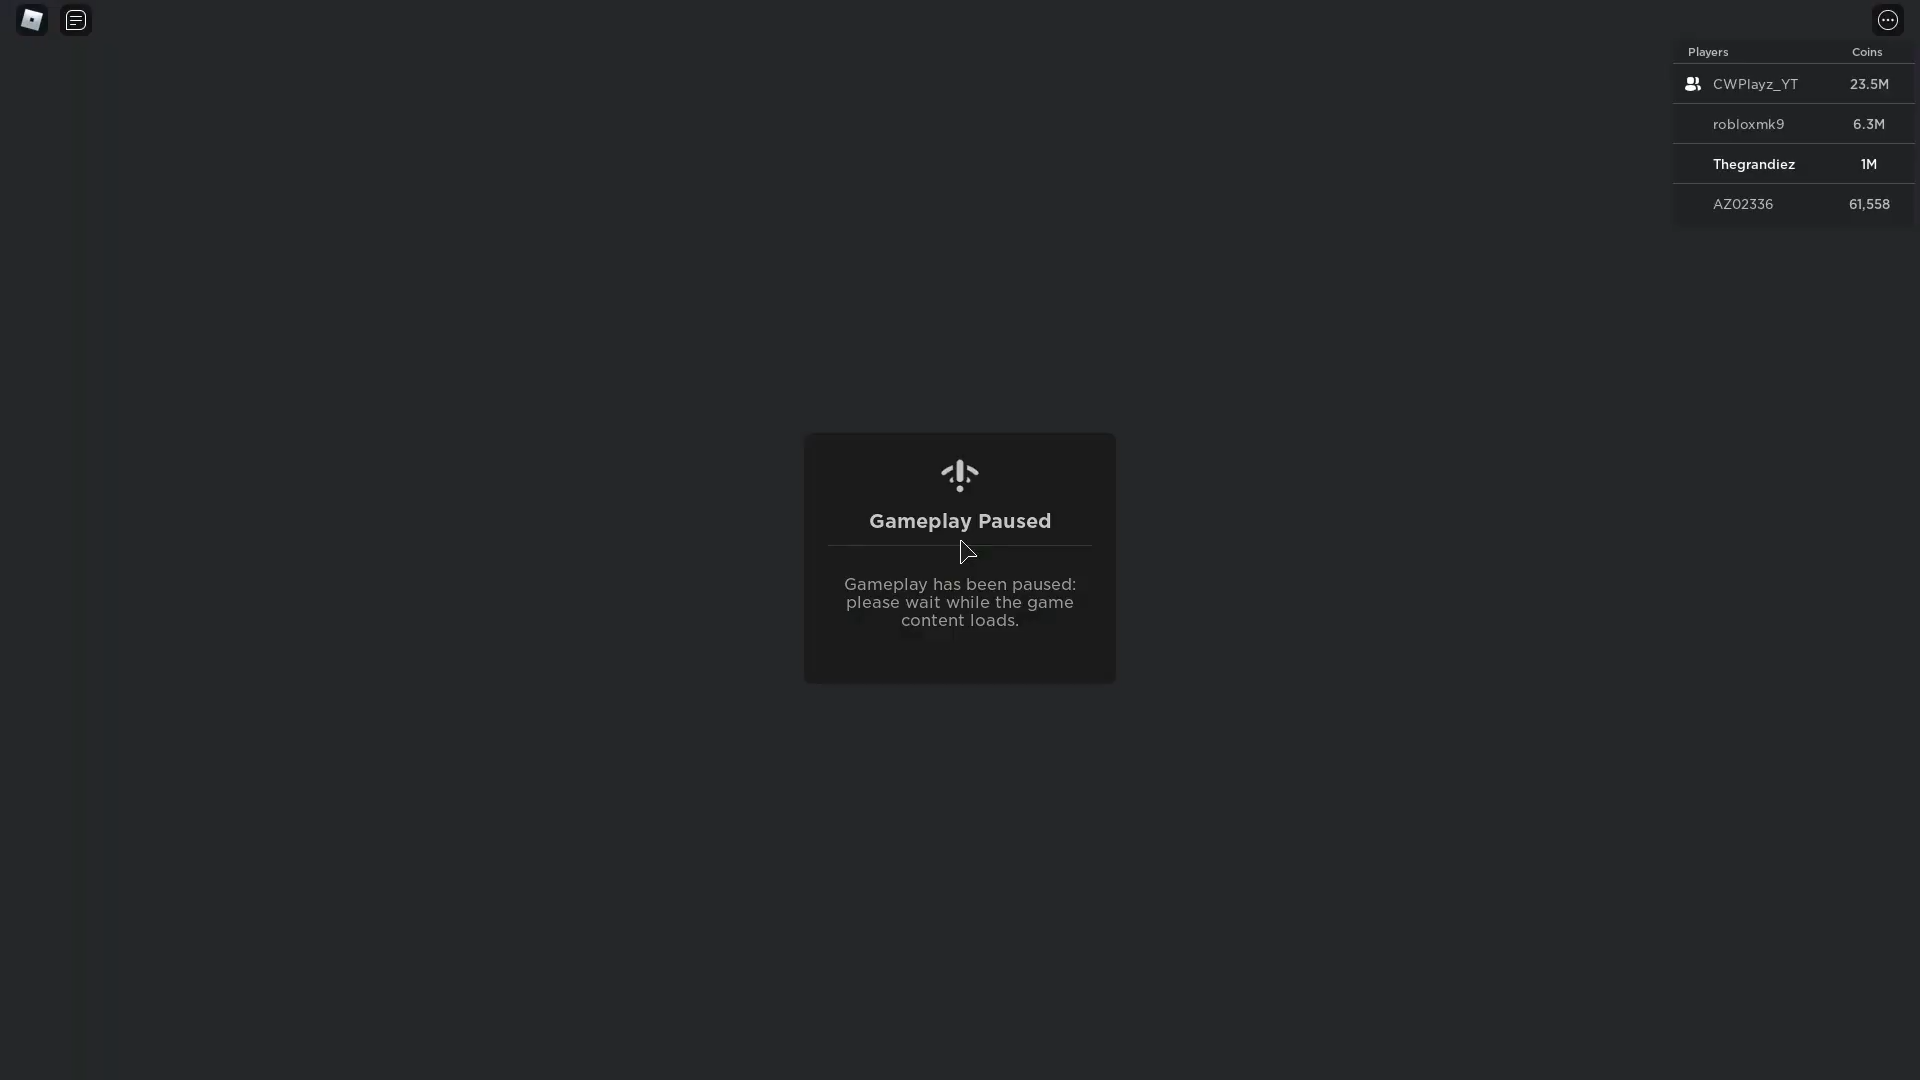 Players Coins
CWPlayz_YT 23.5M
robloxmk9 6.3M
Thegrandiez 1M
AZ02336 61,558
Gameplay Paused
Gameplay has been paused:
please wait while the game
content loads.